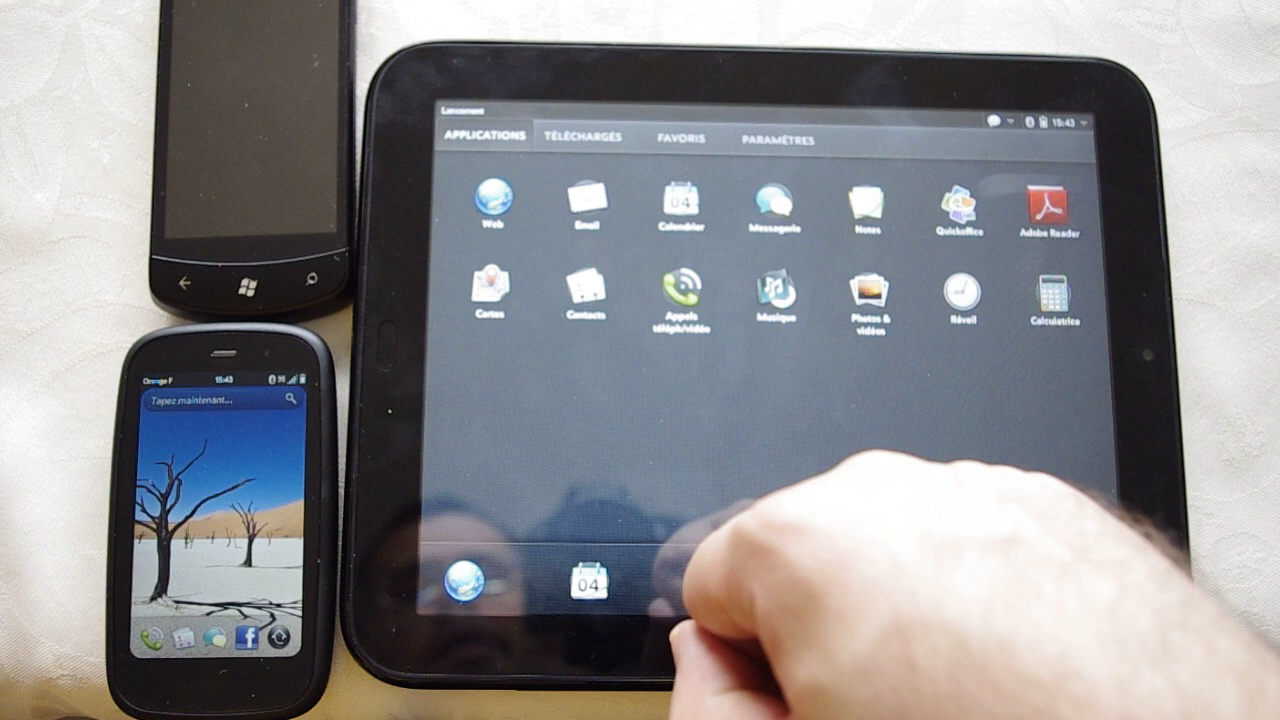 Lancement
15:43
APPLICATIONS TÉLÉCHARGÉS FAVORIS PARAMÈTRES
04
Web Email Calendrier Messagerie Notes Quickoffice Adobe Reader
Cartes Contacts Appels Musique Photos & Réveil Calculatrice
téléph/vidéo vidéos
04
Orange F 15:43
Tapez maintenant...
f